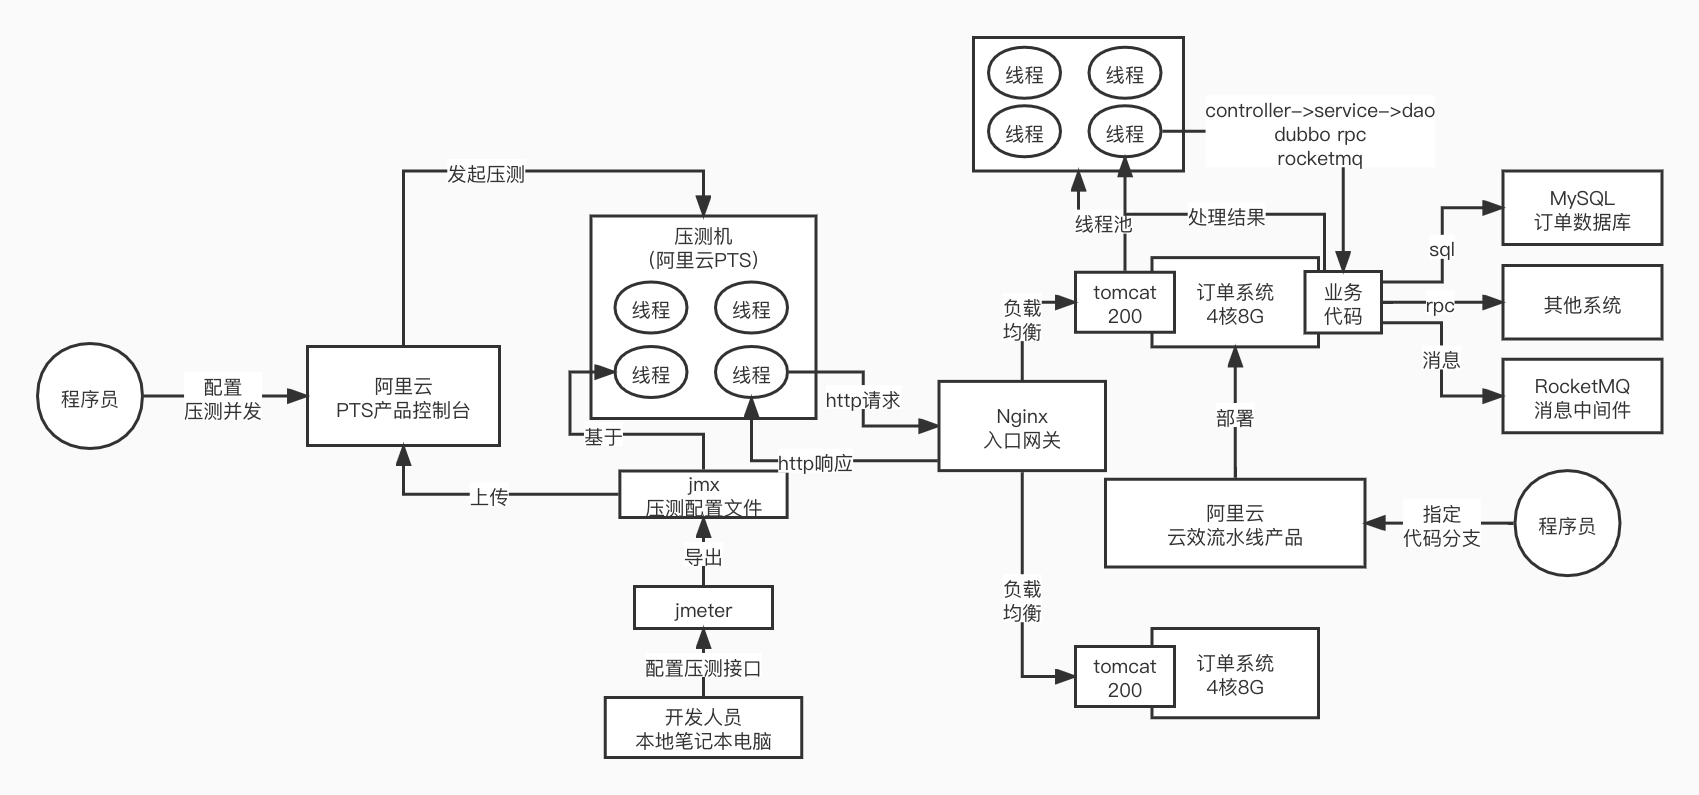 程序员
配置
压测并发
阿里云
PTS产品控制台
发起压测
压测机
(阿里云PTS)
线程
线程
线程
线程
基于
上传
jmx
压测配置文件
导出
jmeter
配置压测接口
开发人员
本地笔记本电脑
http请求
http响应
Nginx
入口网关
负载
均衡
负载
均衡
线程
线程
线程
线程
线程池
controller->service->dao
dubbo rpc
rocketmq
处理结果
tomcat
200
订单系统
4核8G
业务
代码
sql
rpc
消息
MySQL
订单数据库
其他系统
RocketMQ
消息中间件
部署
阿里云
云效流水线产品
指定
代码分支
程序员
tomcat
200
订单系统
4核8G